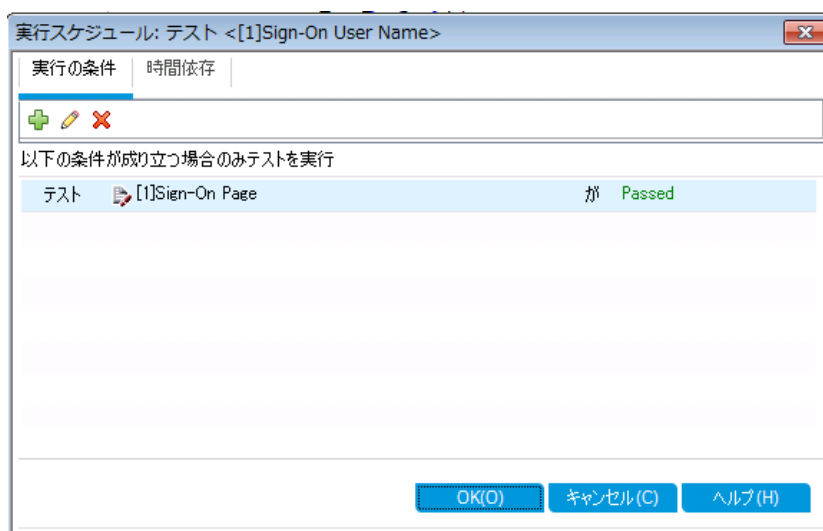 実行スケジュール: テスト <[1]Sign-On User Name>
実行の条件 時間依存
以下の条件が成り立つ場合のみテストを実行
テスト [1]Sign-On Page が Passed
OK(O) キャンセル(C) ヘルプ(H)